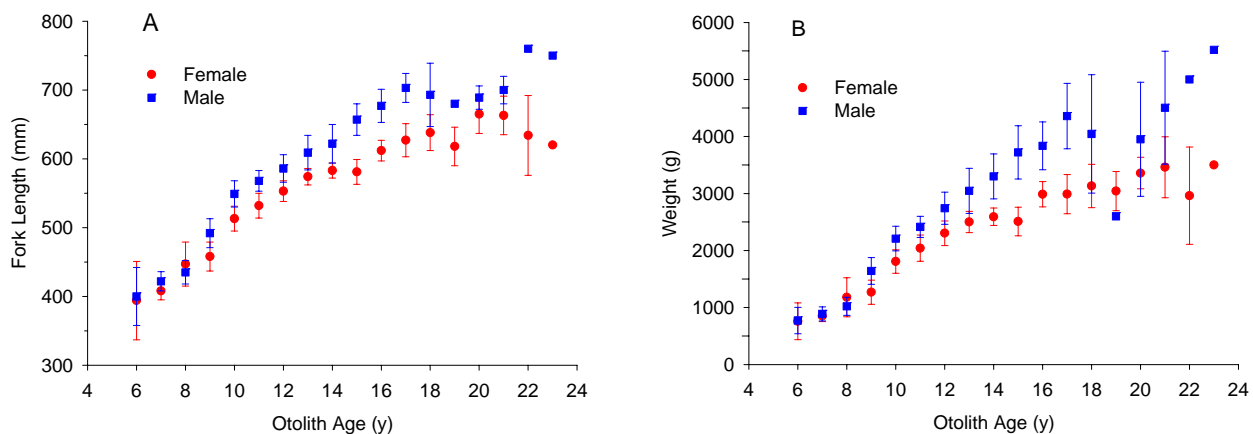 A
Female
Male
Fork Length (mm)
800
700
600
500
400
300
4 6 8 10 12 14 16 18 20 22 24
Otolith Age (y)
B
Female
Male
Weight (g)
6000
5000
4000
3000
2000
1000
0
4 6 8 10 12 14 16 18 20 22 24
Otolith Age (y)